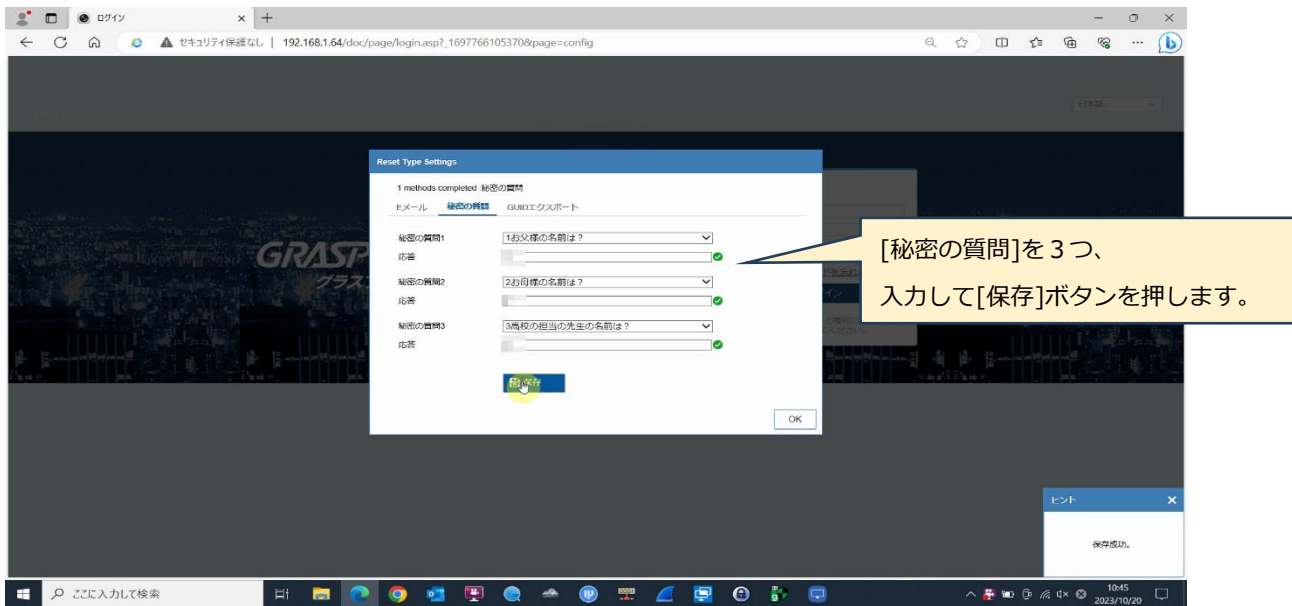 ログイン
セキュリティ保護なし
192.168.1.64/doc/page/login.asp?_1697766105370&page=config
日本語
Reset Type Settings
1 methods completed :秘密の質問
Eメール 秘密の質問 GUIDエクスポート
秘密の質問1 1お父様の名前は？
応答
秘密の質問2 2お母様の名前は？
応答
秘密の質問3 3高校の担当の先生の名前は？
応答
保存
OK
GRASP
グラス
[秘密の質問]を３つ、
入力して[保存]ボタンを押します。
ヒント
保存成功。
ここに入力して検索
10:45
2023/10/20